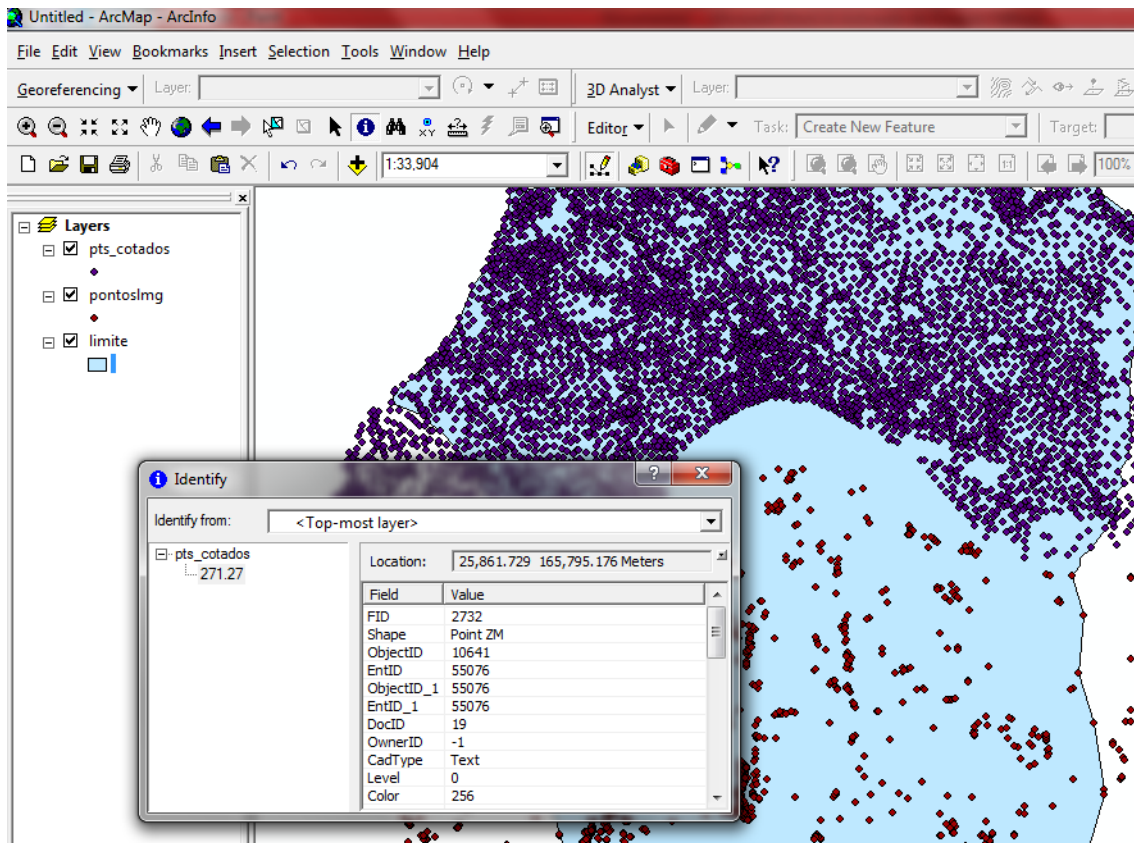 Untitled - ArcMap - ArcInfo
File Edit View Bookmarks Insert Selection Tools Window Help
Georeferencing Layer: 3D Analyst Layer:
XY Editor Task: Create New Feature Target:
1:33,904 1:1 100%
Layers
pts_cotados
pontosImg
limite
Identify
Identify from: <Top-most layer>
pts_cotados
271.27
Location: 25,861.729 165,795.176 Meters
Field Value
FID 2732
Shape Point ZM
ObjectID 10641
EntID 55076
ObjectID_1 55076
EntID_1 55076
DocID 19
OwnerID -1
CadType Text
Level 0
Color 256